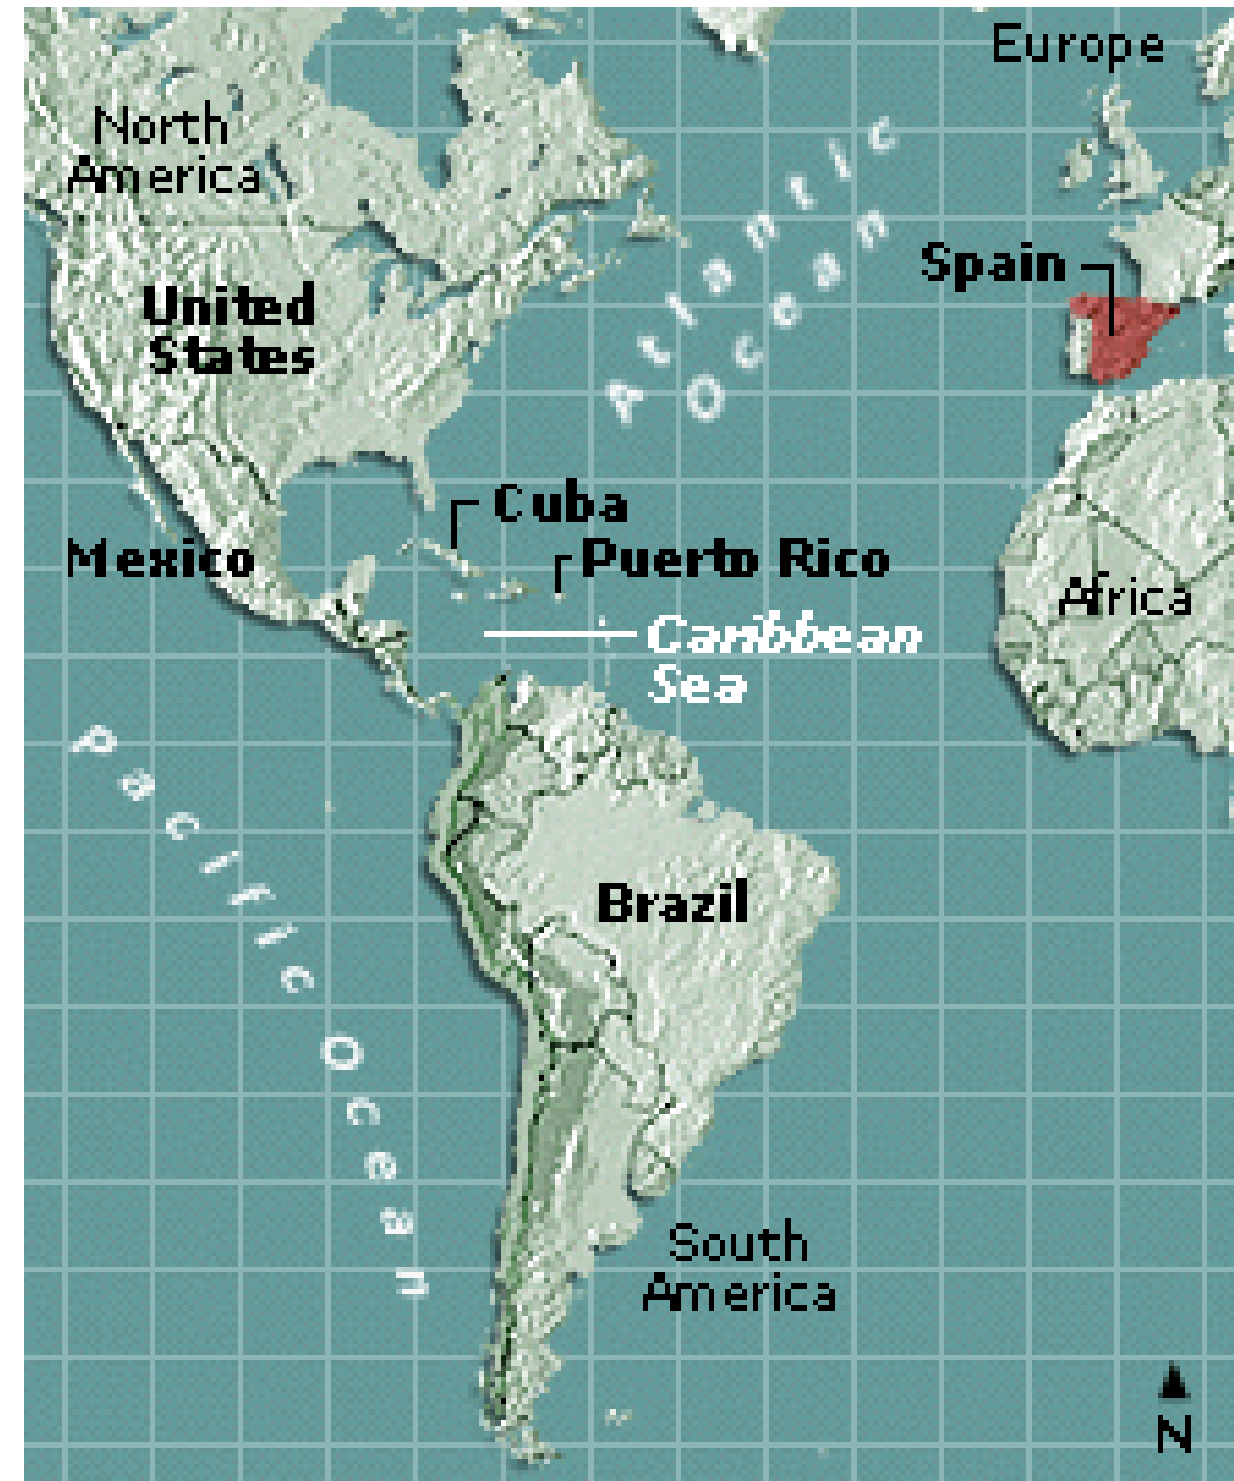 Europe
North
America
Atlantic
Ocean
Spain
United
States
Cuba
Mexico
Puerto Rico
Africa
Caribbean
Sea
Pacific Ocean
Brazil
South
America
N